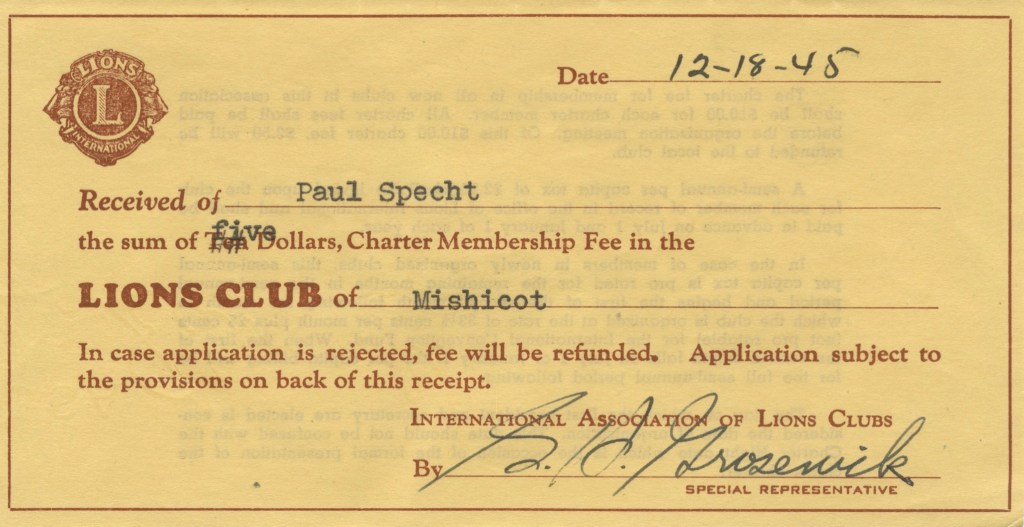 LIONS
L
INTERNATIONAL
Date 12-18-45
Received of Paul Specht
the sum of five Dollars, Charter Membership Fee in the
LIONS CLUB of Mishicot
In case application is rejected, fee will be refunded. Application subject to
the provisions on back of this receipt.
INTERNATIONAL ASSOCIATION OF LIONS CLUBS
By Grosenik
SPECIAL REPRESENTATIVE